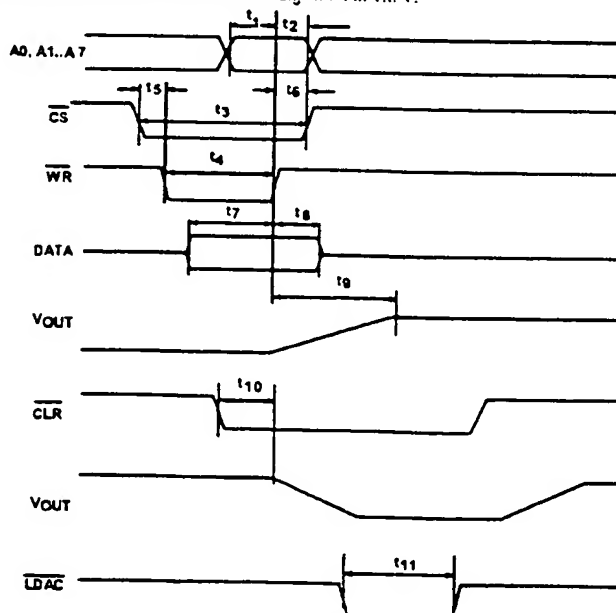 t1 t2
A0, A1..A7
t5 t3 t6
CS
t4
WR
t7 t8
DATA
t9
VOUT
t10
CLR
VOUT
t11
LDAC